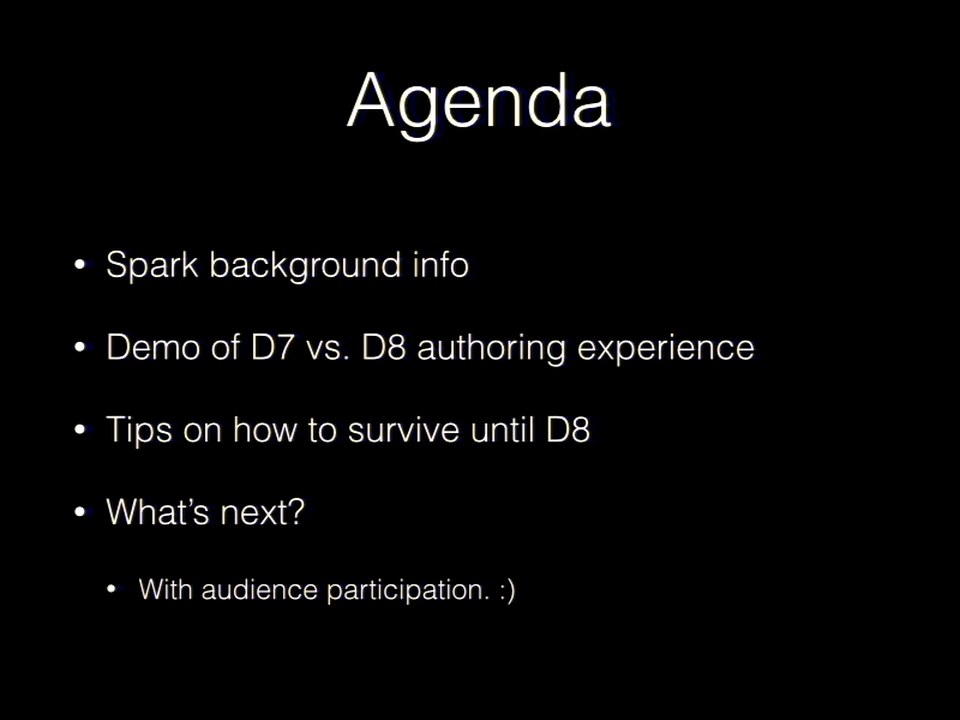 Agenda
• Spark background info
• Demo of D7 vs. D8 authoring experience
• Tips on how to survive until D8
• What’s next?
• With audience participation. :)